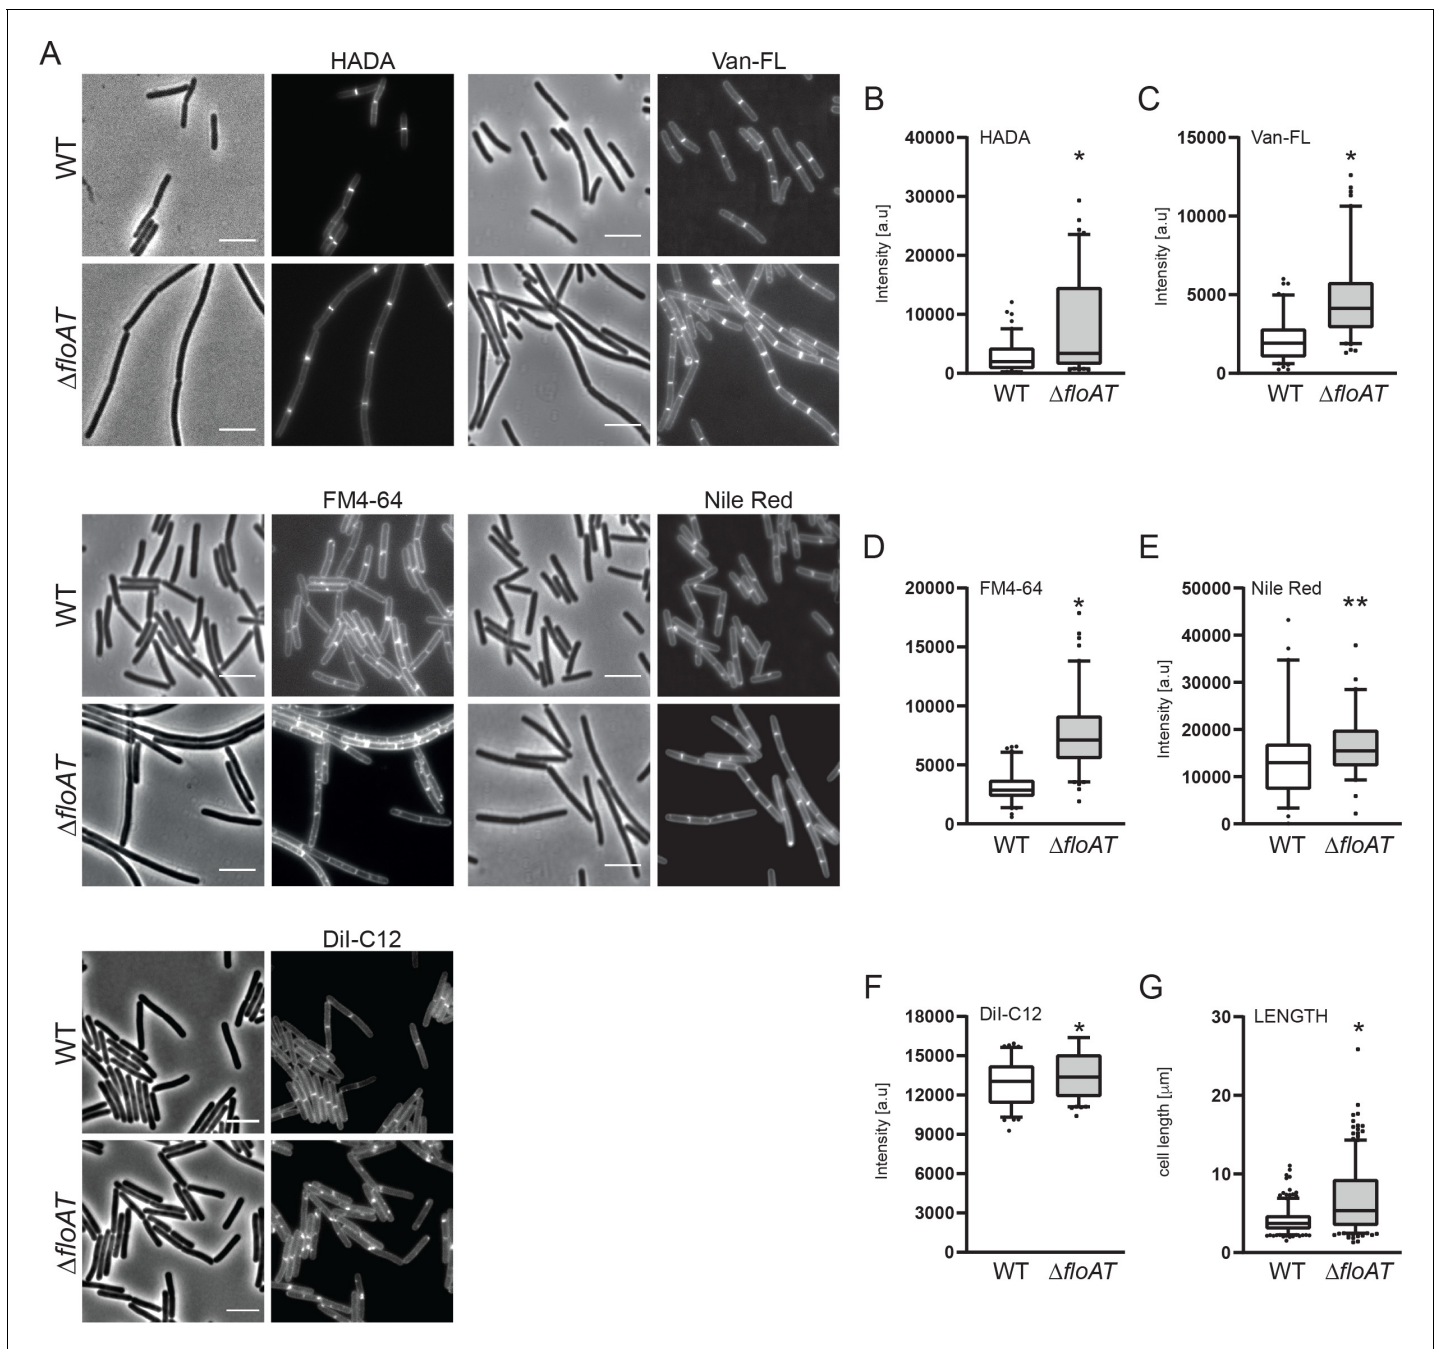 A
HADA
Van-FL
WT
ΔfloAT
B
40000
30000
20000
10000
0
Intensity [a.u]
HADA
*
WT ΔfloAT
C
15000
10000
5000
0
Intensity [a.u]
Van-FL
*
WT ΔfloAT
FM4-64
Nile Red
WT
ΔfloAT
D
20000
15000
10000
5000
0
FM4-64
*
WT ΔfloAT
E
50000
40000
30000
20000
10000
0
Intensity [a.u]
Nile Red
**
WT ΔfloAT
DiI-C12
WT
ΔfloAT
F
18000
15000
12000
9000
6000
3000
0
Intensity [a.u]
DiI-C12
*
WT ΔfloAT
G
30
20
10
0
cell length [μm]
LENGTH
*
WT ΔfloAT